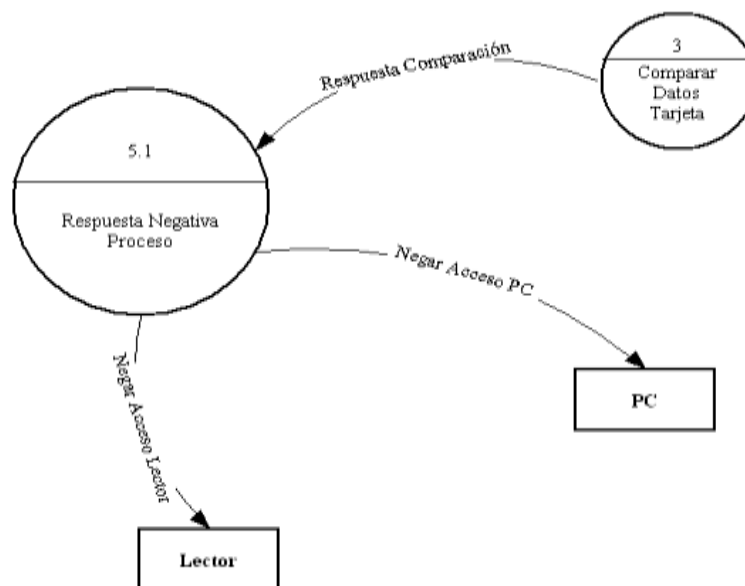 3
Comparar
Datos
Tarjeta
Respuesta Comparación
5.1
Respuesta Negativa
Proceso
Negar Acceso PC
PC
Negar Acceso Lector
Lector